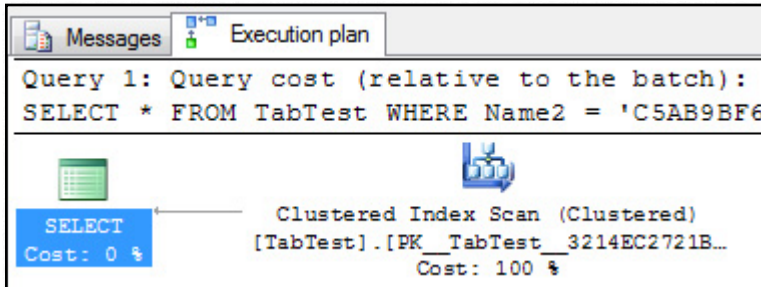 Messages
Execution plan
Query 1: Query cost (relative to the batch):
SELECT * FROM TabTest WHERE Name2 = 'C5AB9BF6
SELECT
Cost: 0 %
Clustered Index Scan (Clustered)
[TabTest].[PK__TabTest__3214EC2721B…
Cost: 100 %